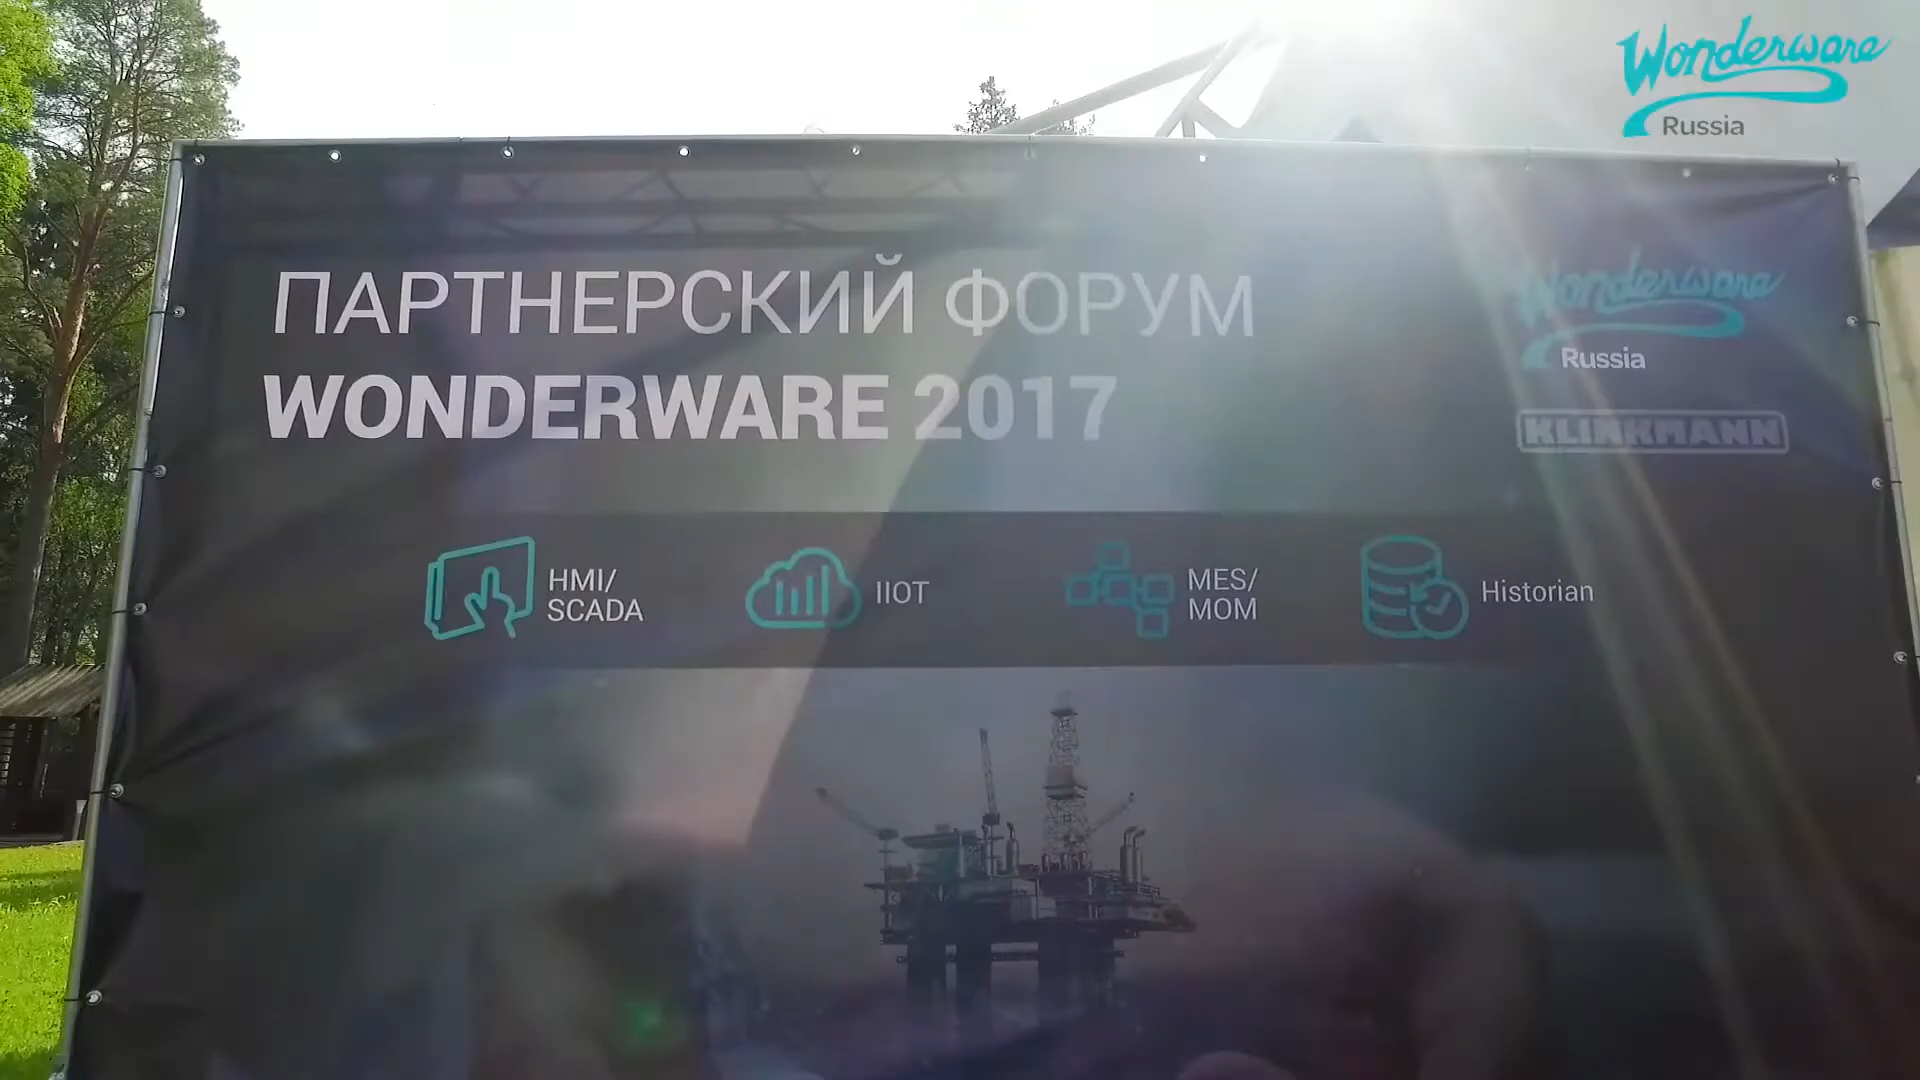 Wonderware
Russia
ПАРТНЕРСКИЙ ФОРУМ
WONDERWARE 2017
Wonderware
Russia
KLINKMANN
HMI/
SCADA
IIOT
MES/
MOM
Historian